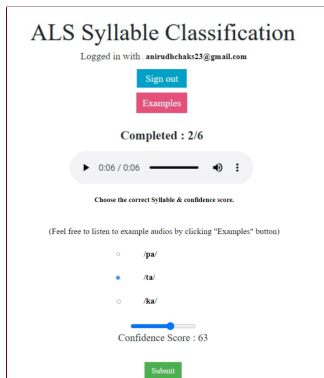 ALS Syllable Classification
Logged in with . anirudhchaks23@gmail.com
Sign out
Examples
Completed : 2/6
0:06 / 0:06
Choose the correct Syllable & confidence score.
(Feel free to listen to example audios by clicking "Examples" button)
/pa/
/ta/
/ka/
Confidence Score : 63
Submit